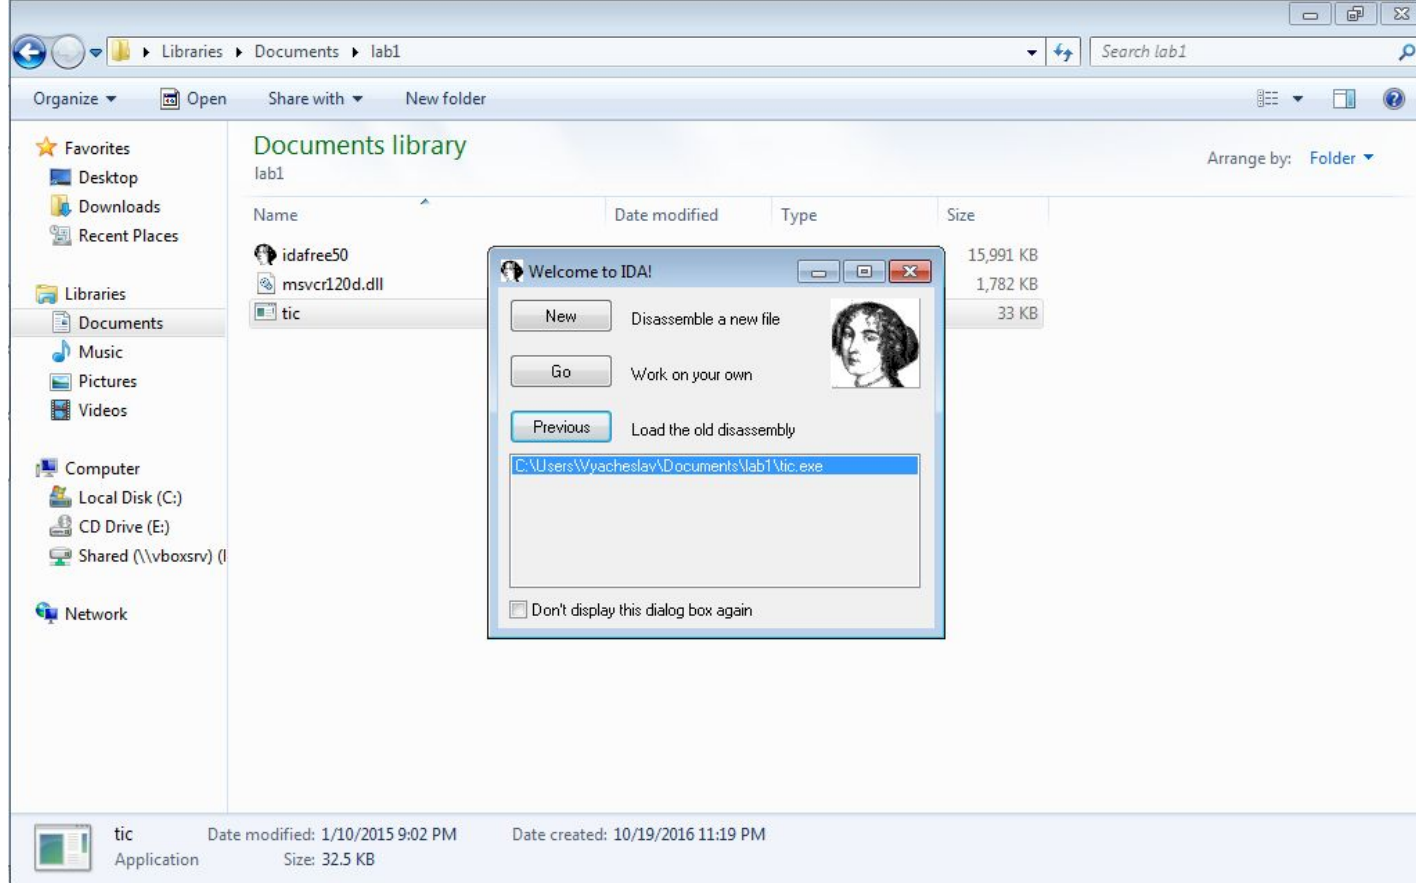 Libraries Documents lab1 Search lab1
Organize Open Share with New folder
Favorites
Desktop
Downloads
Recent Places
Libraries
Documents
Music
Pictures
Videos
Computer
Local Disk (C:)
CD Drive (E:)
Shared (\\vboxsrv) (
Network
Documents library
lab1
Arrange by: Folder
Name Date modified Type Size
idafree50 15,991 KB
msvcr120d.dll 1,782 KB
tic 33 KB
Welcome to IDA!
New Disassemble a new file
Go Work on your own
Previous Load the old disassembly
C:\Users\Vyacheslav\Documents\lab1\tic.exe
Don't display this dialog box again
tic Date modified: 1/10/2015 9:02 PM Date created: 10/19/2016 11:19 PM
Application Size: 32.5 KB